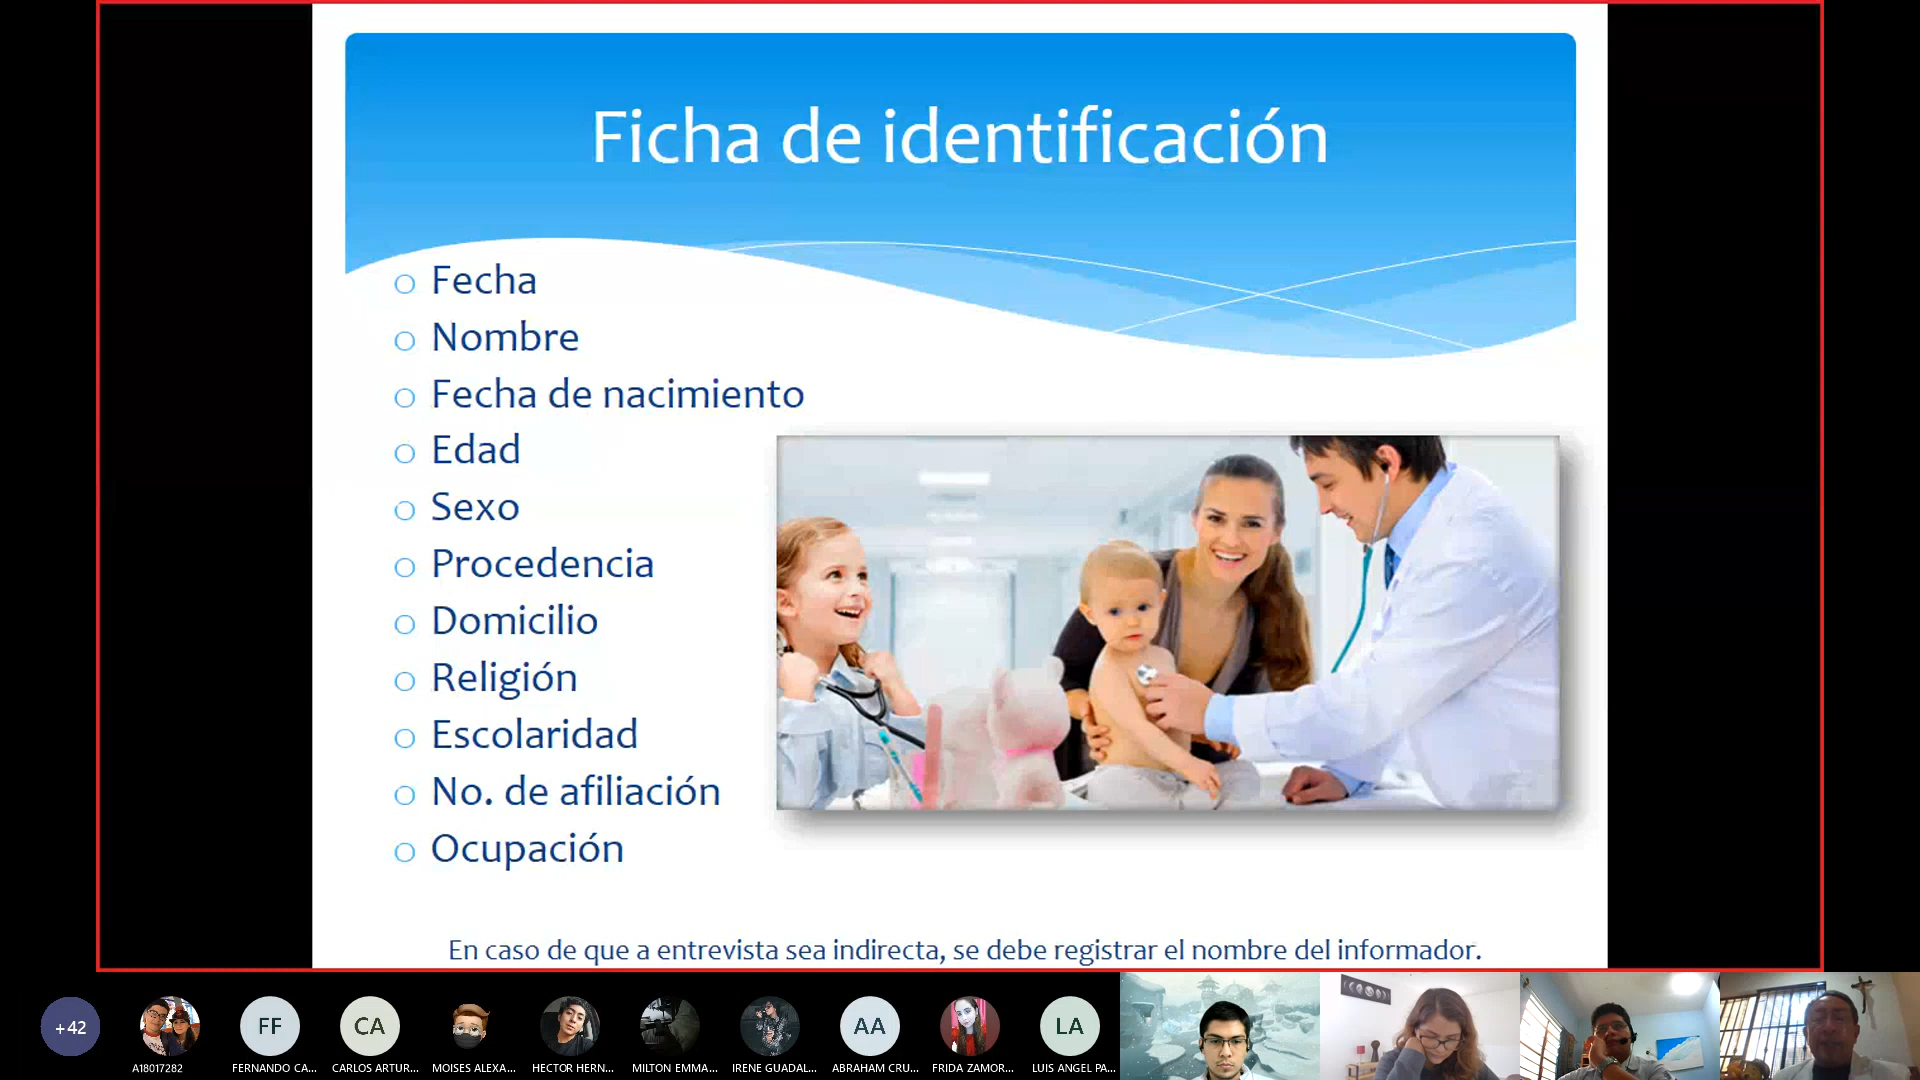 Ficha de identificación
Fecha
Nombre
Fecha de nacimiento
Edad
Sexo
Procedencia
Domicilio
Religión
Escolaridad
No. de afiliación
Ocupación
En caso de que a entrevista sea indirecta, se debe registrar el nombre del informador.
+42
FF
CA
AA
LA
A18017282
FERNANDO CA...
CARLOS ARTUR...
MOISES ALEXA...
HECTOR HERN...
MILTON EMMA...
IRENE GUADAL...
ABRAHAM CRU...
FRIDA ZAMOR...
LUIS ANGEL PA...